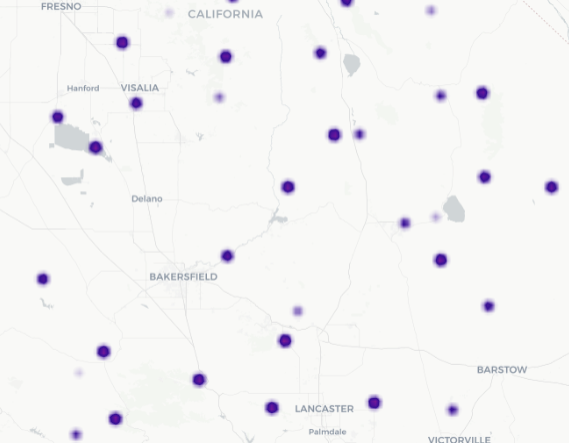 FRESNO
CALIFORNIA
Hanford
VISALIA
Delano
BAKERSFIELD
BARSTOW
LANCASTER
Palmdale
VICTORVILLE